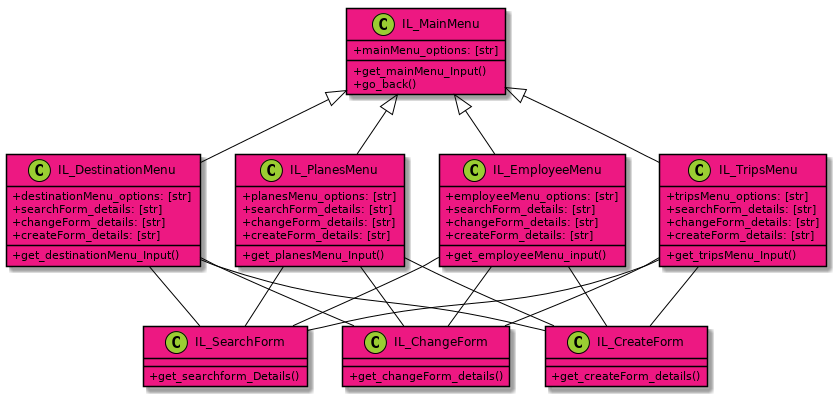 C IL_MainMenu
+mainMenu_options: [str]
+get_mainMenu_input()
+go_back()
C IL_DestinationMenu
+destinationMenu_options: [str]
+searchForm_details: [str]
+changeForm_details: [str]
+createForm_details: [str]
+get_destinationMenu_Input()
C IL_PlanesMenu
+planesMenu_options: [str]
+searchForm_details: [str]
+changeForm_details: [str]
+createForm_details: [str]
+get_planesMenu_Input()
C IL_EmployeeMenu
+employeeMenu_options: [str]
+searchForm_details: [str]
+changeForm_details: [str]
+createForm_details: [str]
+get_employeeMenu_input()
C IL_TripsMenu
+tripsMenu_options: [str]
+searchForm_details: [str]
+changeForm_details: [str]
+createForm_details: [str]
+get_tripsMenu_Input()
C IL_SearchForm
+get_searchform_Details()
C IL_ChangeForm
+get_changeForm_details()
C IL_CreateForm
+get_createForm_details()